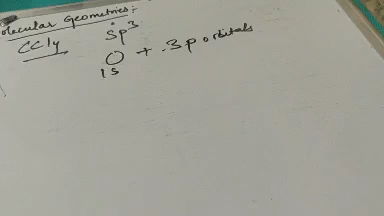 olecular Geometries:-
CCl4 sp3
O + 3p orbitals
1s